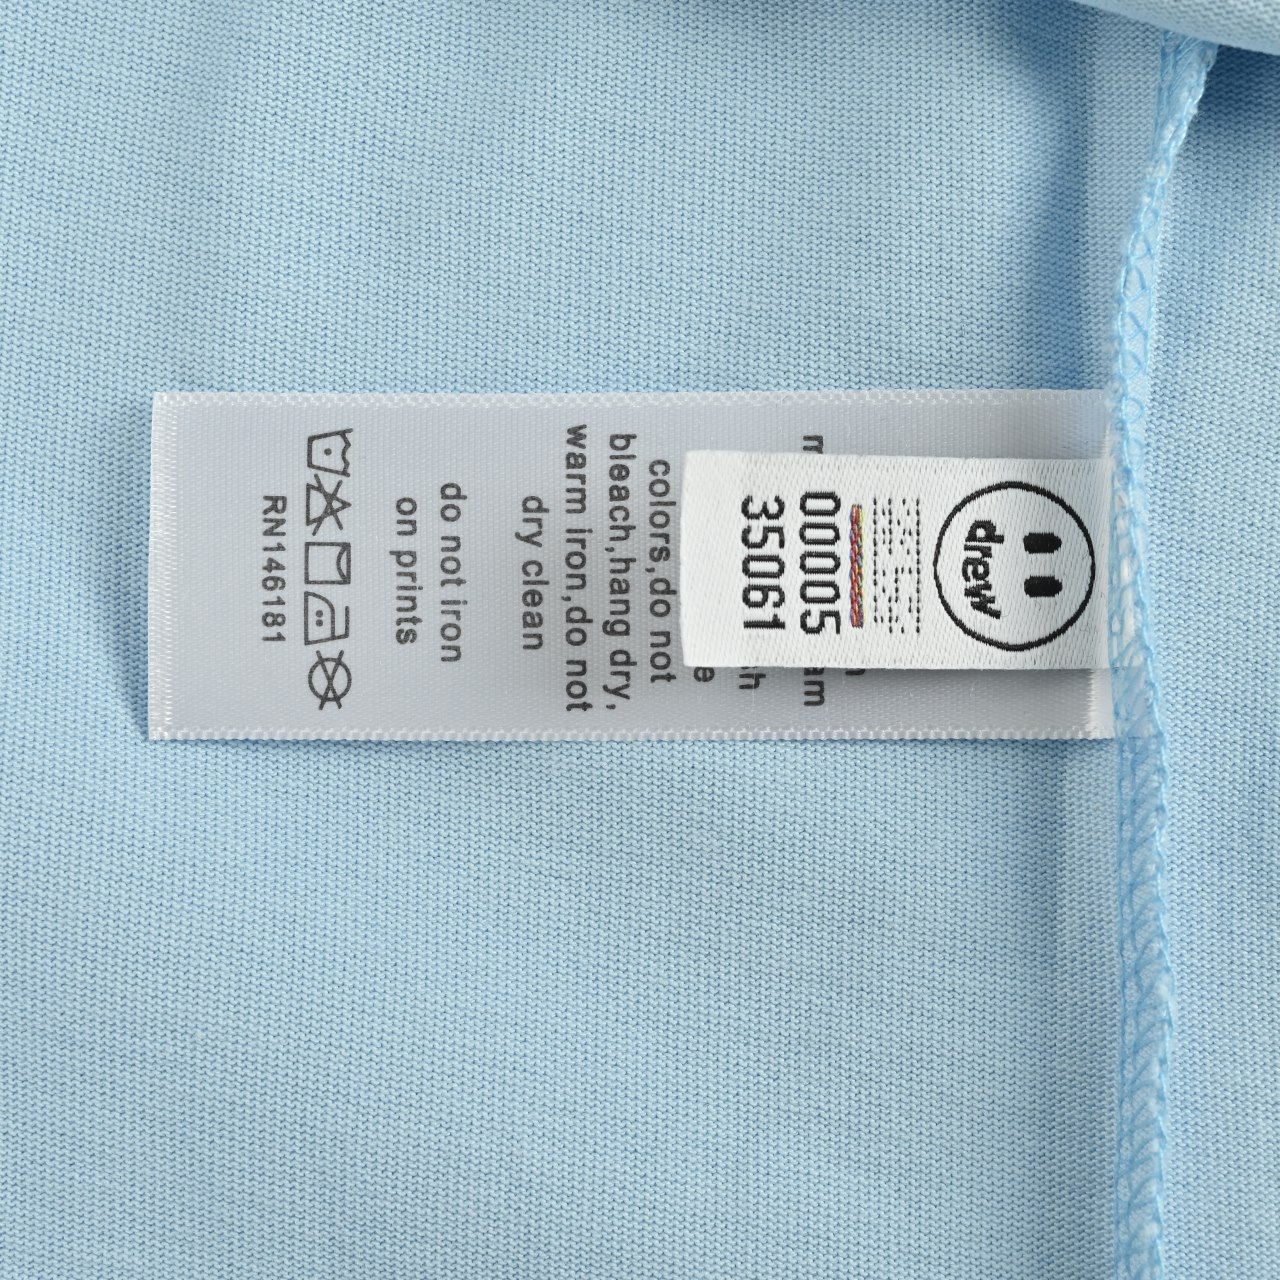 drew
00005
35061
colors,do not
bleach,hang dry,
warm iron,do not
dry clean
do not iron
on prints
RN146181